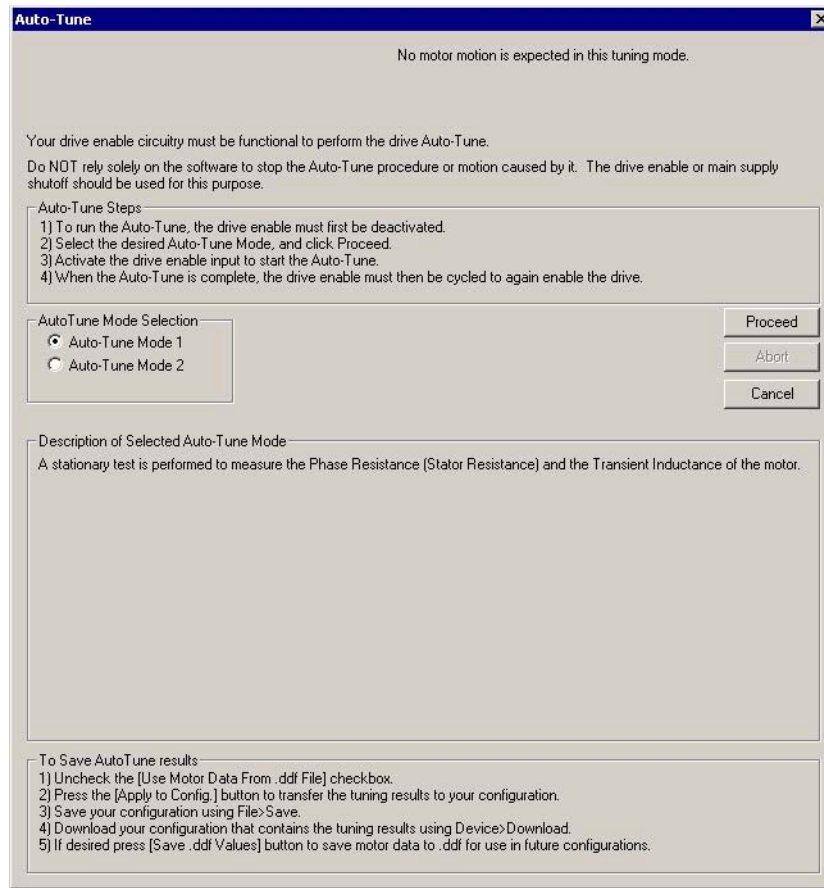 Auto-Tune
No motor motion is expected in this tuning mode.
Your drive enable circuitry must be functional to perform the drive Auto-Tune.
Do NOT rely solely on the software to stop the Auto-Tune procedure or motion caused by it. The drive enable or main supply
shutoff should be used for this purpose.
Auto-Tune Steps
1) To run the Auto-Tune, the drive enable must first be deactivated.
2) Select the desired Auto-Tune Mode, and click Proceed.
3) Activate the drive enable input to start the Auto-Tune.
4) When the Auto-Tune is complete, the drive enable must then be cycled to again enable the drive.
AutoTune Mode Selection
Auto-Tune Mode 1
Auto-Tune Mode 2
Proceed
Abort
Cancel
Description of Selected Auto-Tune Mode
A stationary test is performed to measure the Phase Resistance (Stator Resistance) and the Transient Inductance of the motor.
To Save AutoTune results
1) Uncheck the [Use Motor Data From .ddf File] checkbox.
2) Press the [Apply to Config.] button to transfer the tuning results to your configuration.
3) Save your configuration using File>Save.
4) Download your configuration that contains the tuning results using Device>Download.
5) If desired press [Save .ddf Values] button to save motor data to .ddf for use in future configurations.